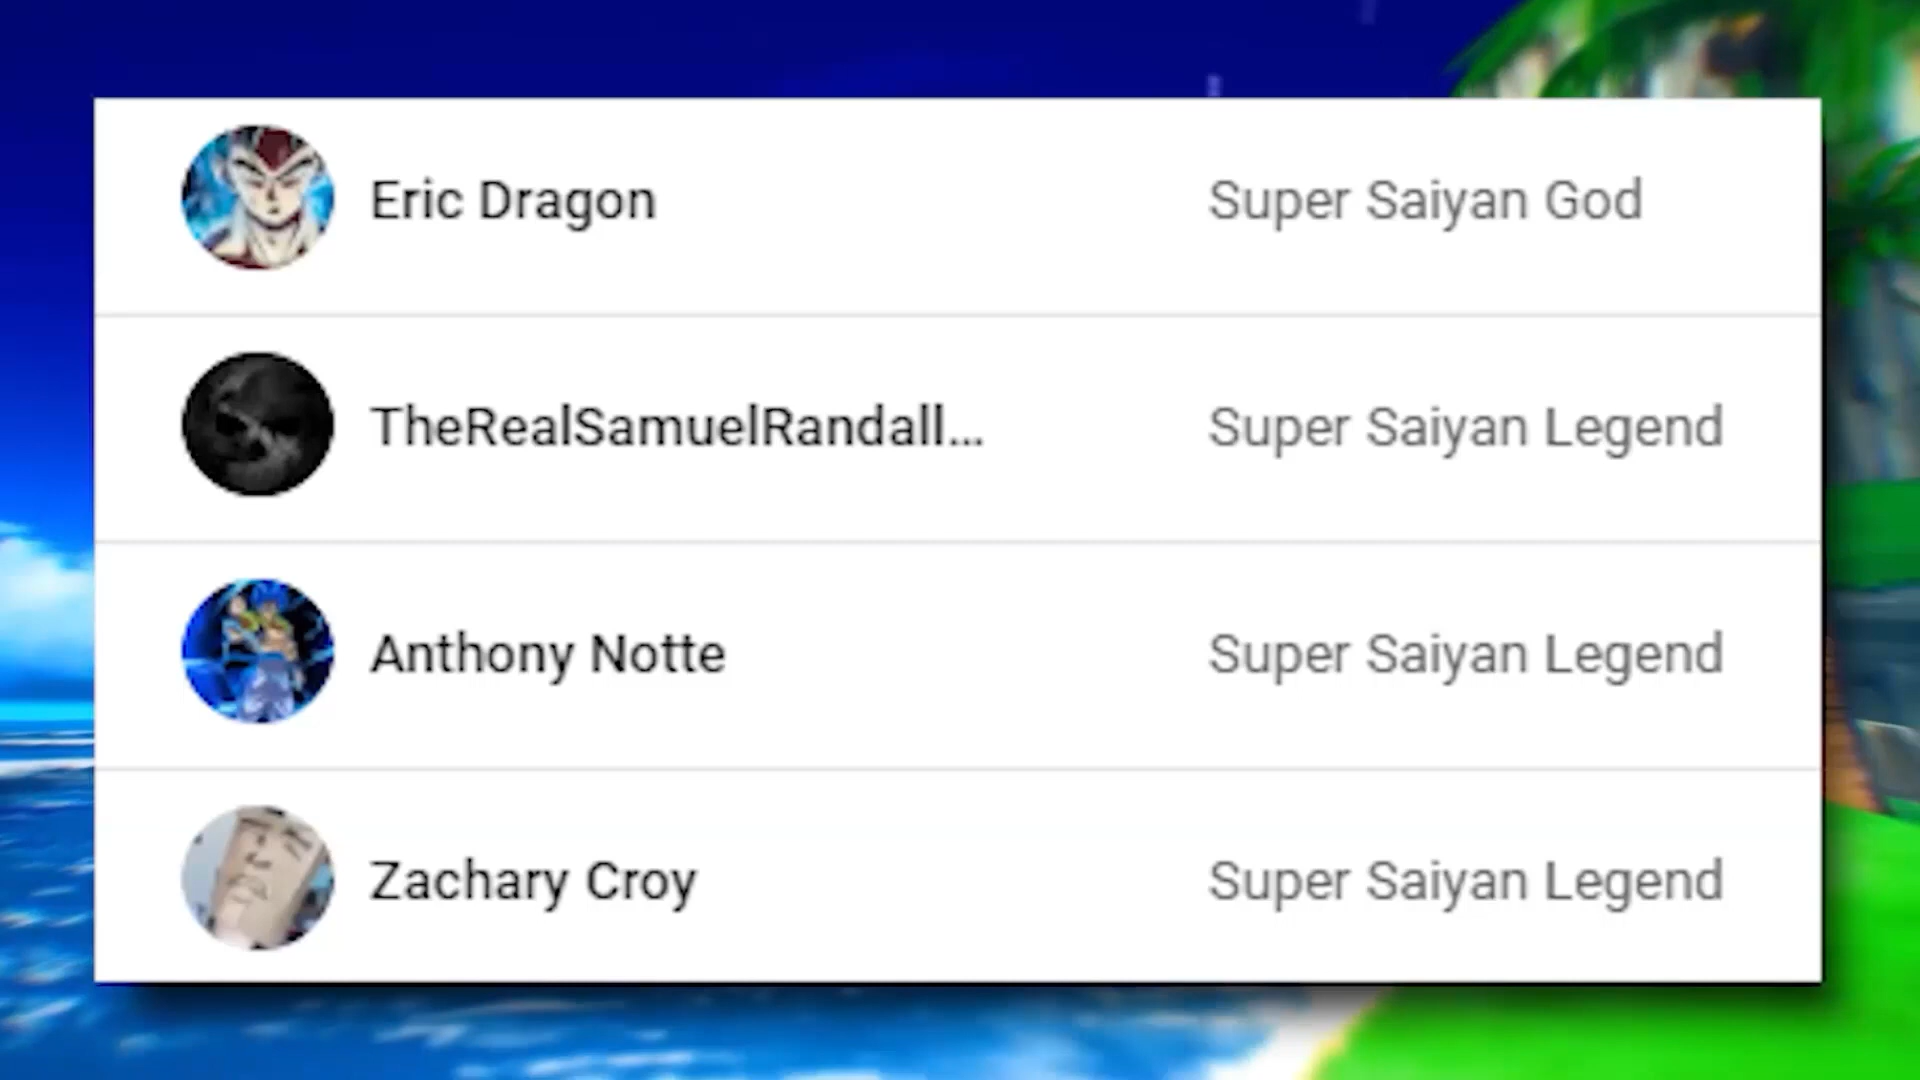 Eric Dragon Super Saiyan God
TheRealSamuelRandall... Super Saiyan Legend
Anthony Notte Super Saiyan Legend
Zachary Croy Super Saiyan Legend